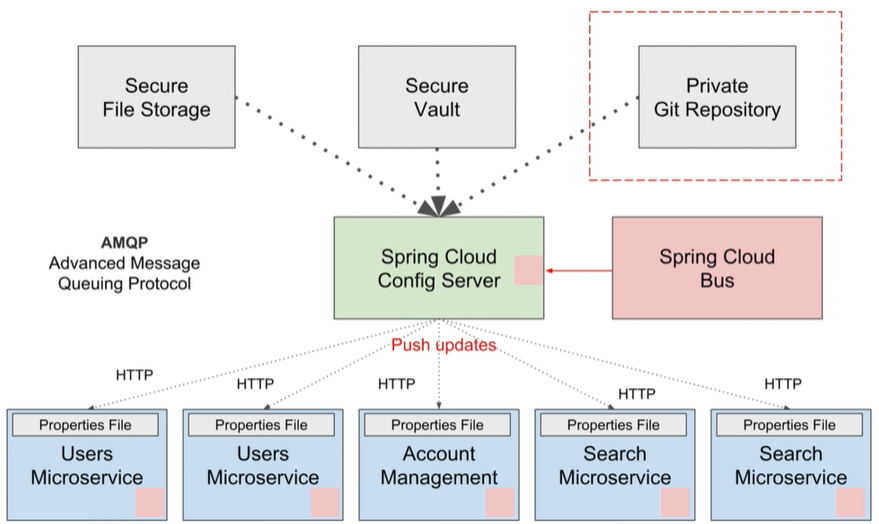 Secure
File Storage
Secure
Vault
Private
Git Repository
AMQP
Advanced Message
Queuing Protocol
Spring Cloud
Config Server
Spring Cloud
Bus
Push updates
HTTP
HTTP
HTTP
HTTP
HTTP
Properties File
Users
Microservice
Properties File
Users
Microservice
Properties File
Account
Management
Properties File
Search
Microservice
Properties File
Search
Microservice